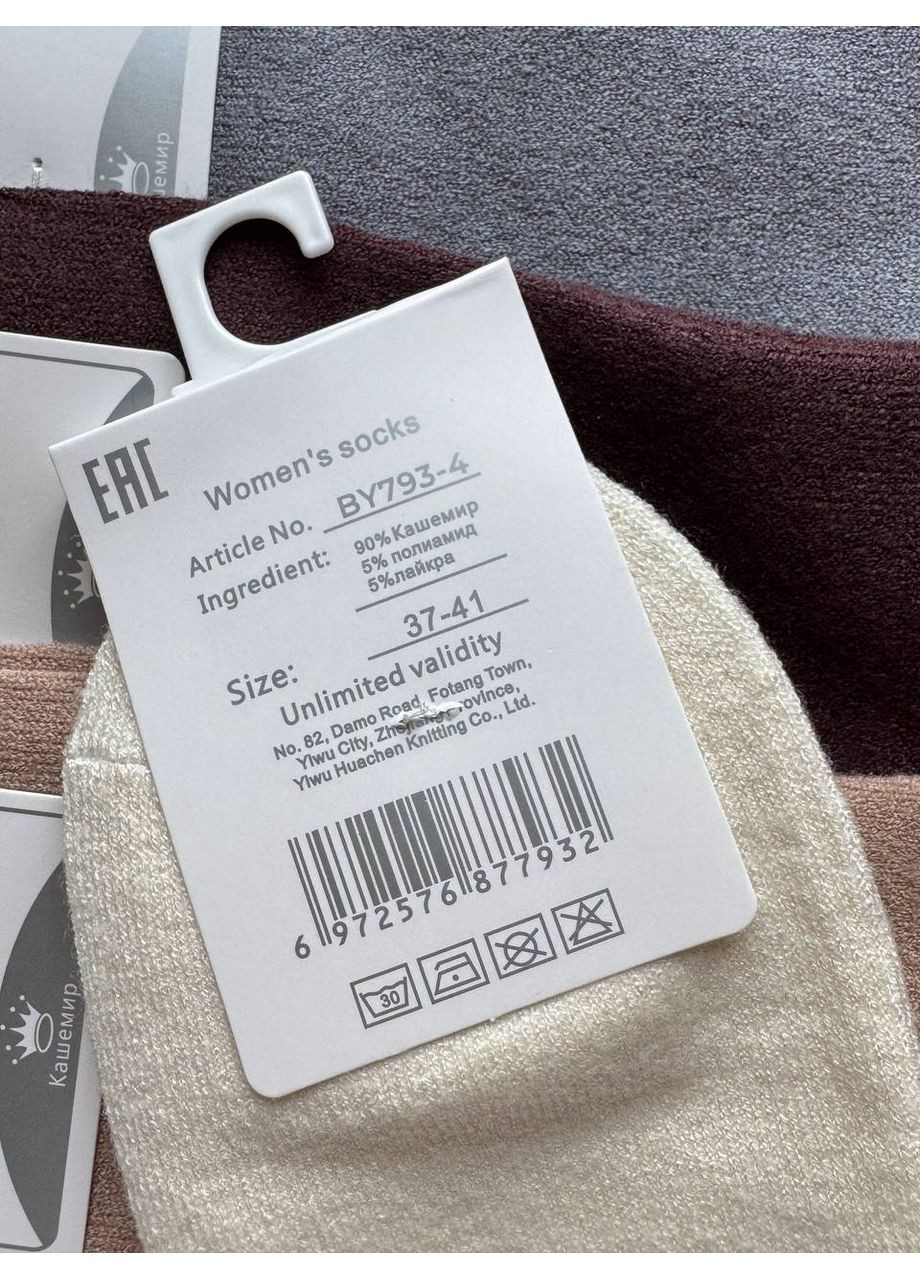 Кашемир
EAC
Women's socks
Article No. BY793-4
Ingredient: 90%Кашемир
5% полиамид
5%лайкра
Size: 37-41
Unlimited validity
No. 82, Damo Road, Fotang Town,
Yiwu City, Zhejiang Province,
Yiwu Huachen Knitting Co., Ltd.
6 972576 877932
30
Кашемир